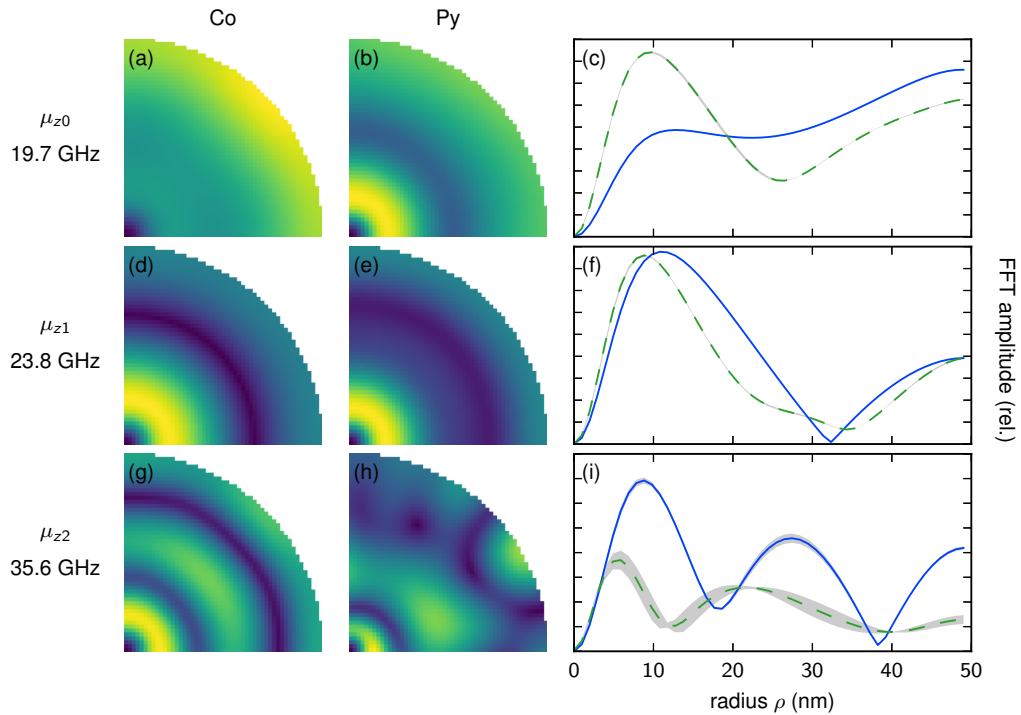 Co Py
(a) (b) (c)
μz0
19.7 GHz
(d) (e) (f)
μz1
23.8 GHz
FFT amplitude (rel.)
(g) (h) (i)
μz2
35.6 GHz
0 10 20 30 40 50
radius ρ (nm)